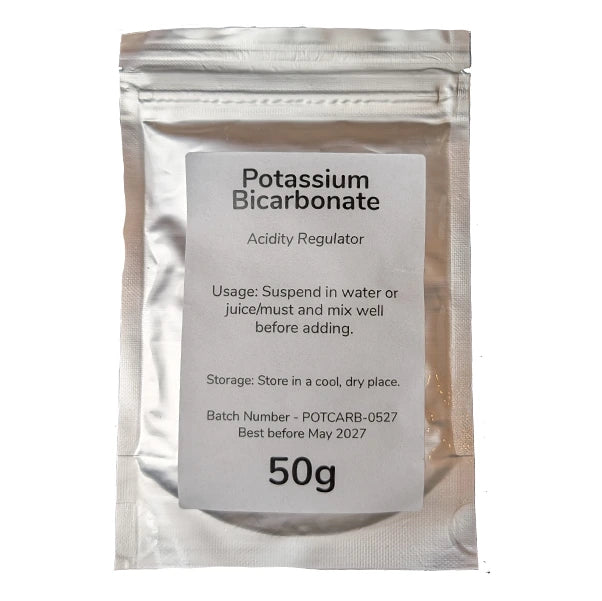 Potassium
Bicarbonate
Acidity Regulator
Usage: Suspend in water or
juice/must and mix well
before adding.
Storage: Store in a cool, dry place.
Batch Number - POTCARB-0527
Best before May 2027
50g